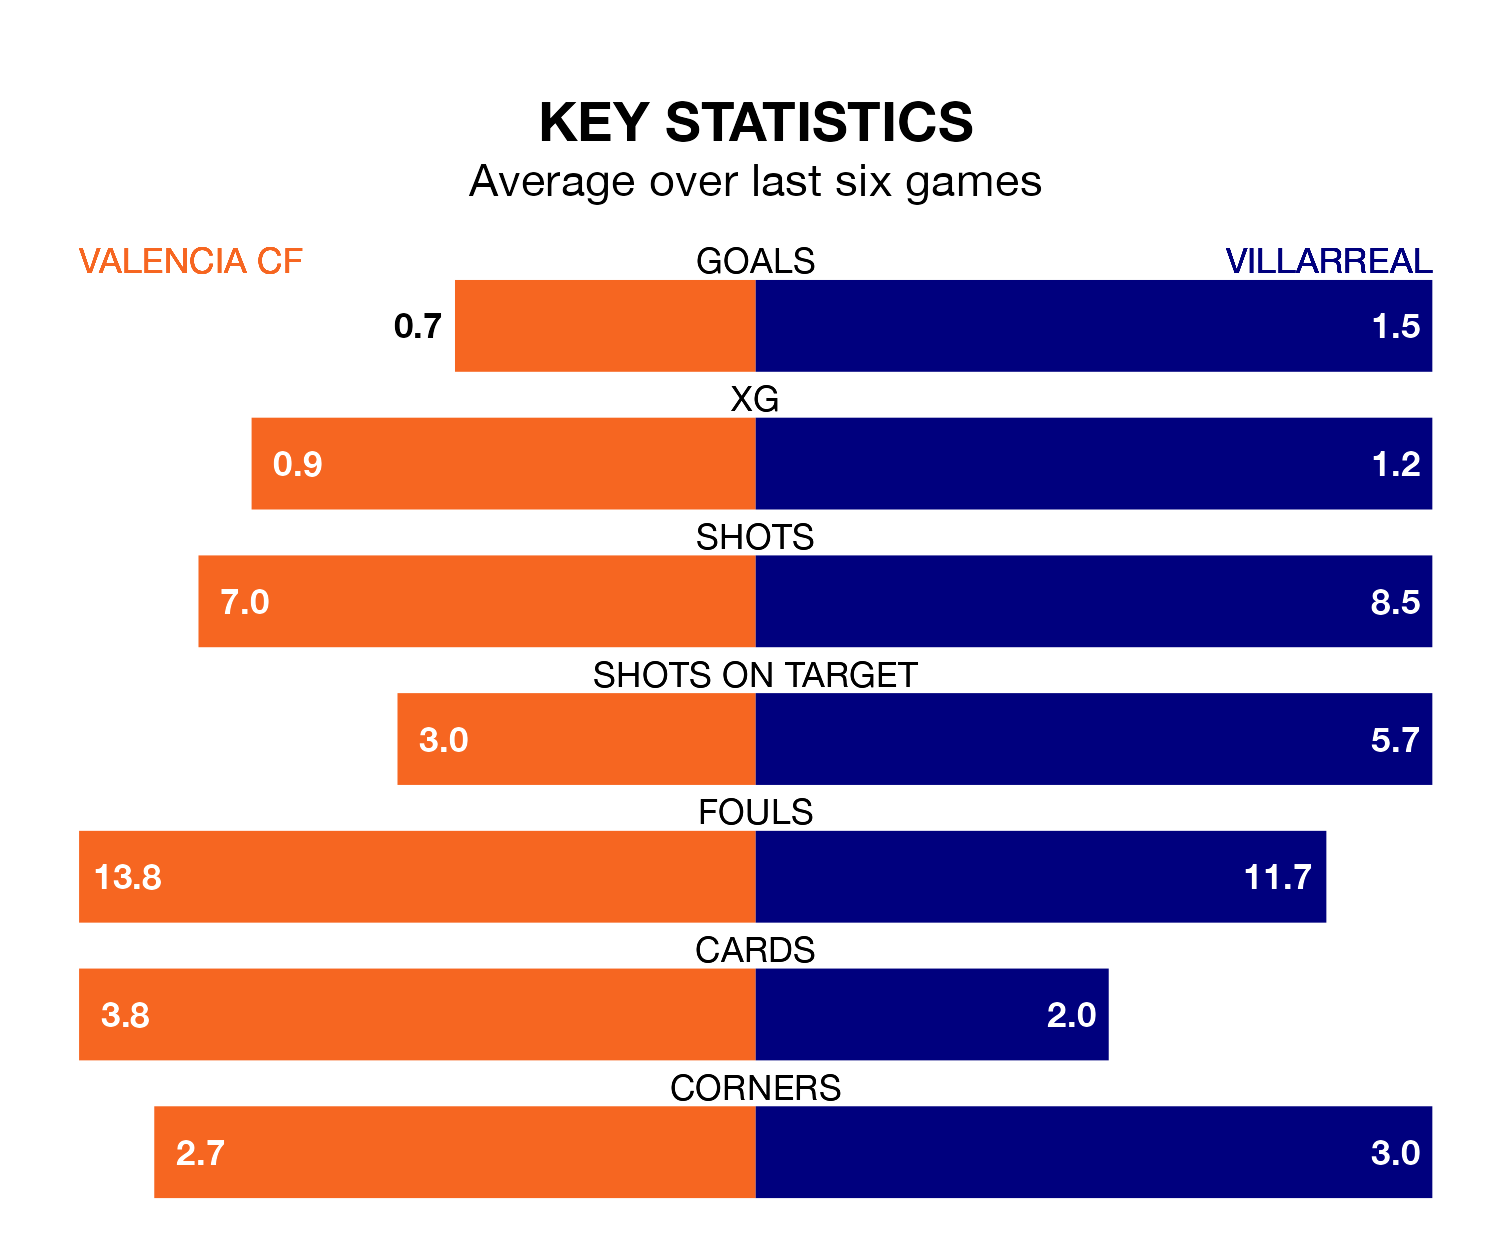 KEY STATISTICS
Average over last six games
VALENCIA CF GOALS VILLARREAL
0.7 1.5
XG
0.9 1.2
SHOTS
7.0 8.5
SHOTS ON TARGET
3.0 5.7
FOULS
13.8 11.7
CARDS
3.8 2.0
CORNERS
2.7 3.0